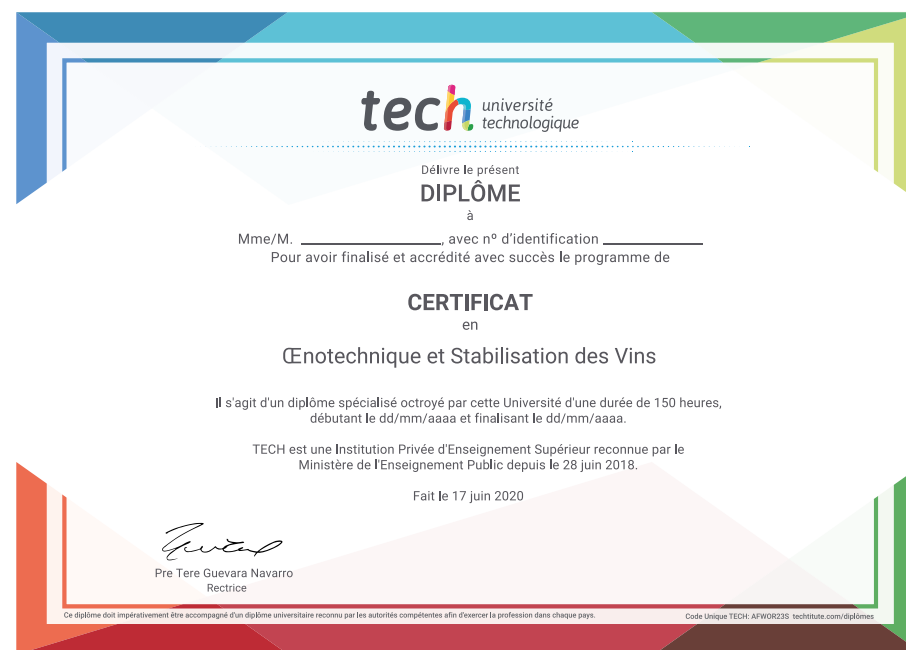 tech université
technologique
Délivre le présent
DIPLÔME
à
Mme/M. ____________________, avec nº d'identification ______________
Pour avoir finalisé et accrédité avec succès le programme de
CERTIFICAT
en
Œnotechnique et Stabilisation des Vins
Il s'agit d'un diplôme spécialisé octroyé par cette Université d'une durée de 150 heures,
débutant le dd/mm/aaaa et finalisant le dd/mm/aaaa.
TECH est une Institution Privée d'Enseignement Supérieur reconnue par le
Ministère de l'Enseignement Public depuis le 28 juin 2018.
Fait le 17 juin 2020
Pre Tere Guevara Navarro
Rectrice
Ce diplôme doit impérativement être accompagné d'un diplôme universitaire reconnu par les autorités compétentes afin d'exercer la profession dans chaque pays.
Code Unique TECH: AFWOR23S techtitute.com/diplômes